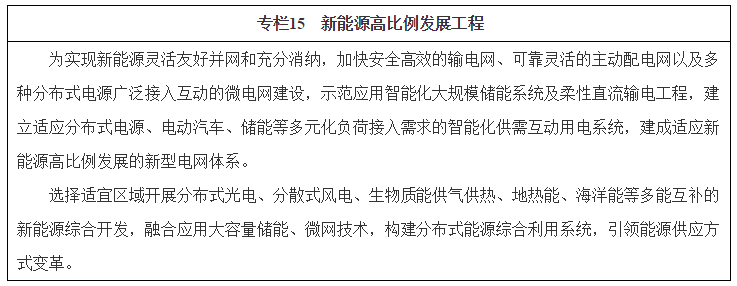 专栏15 新能源高比例发展工程
为实现新能源灵活友好并网和充分消纳，加快安全高效的输电网、可靠灵活的主动配电网以及多
种分布式电源广泛接入互动的微电网建设，示范应用智能化大规模储能系统及柔性直流输电工程，建
立适应分布式电源、电动汽车、储能等多元化负荷接入需求的智能化供需互动用电系统，建成适应新
能源高比例发展的新型电网体系。
选择适宜区域开展分布式光电、分散式风电、生物质能供气供热、地热能、海洋能等多能互补的
新能源综合开发，融合应用大容量储能、微网技术，构建分布式能源综合利用系统，引领能源供应方
式变革。